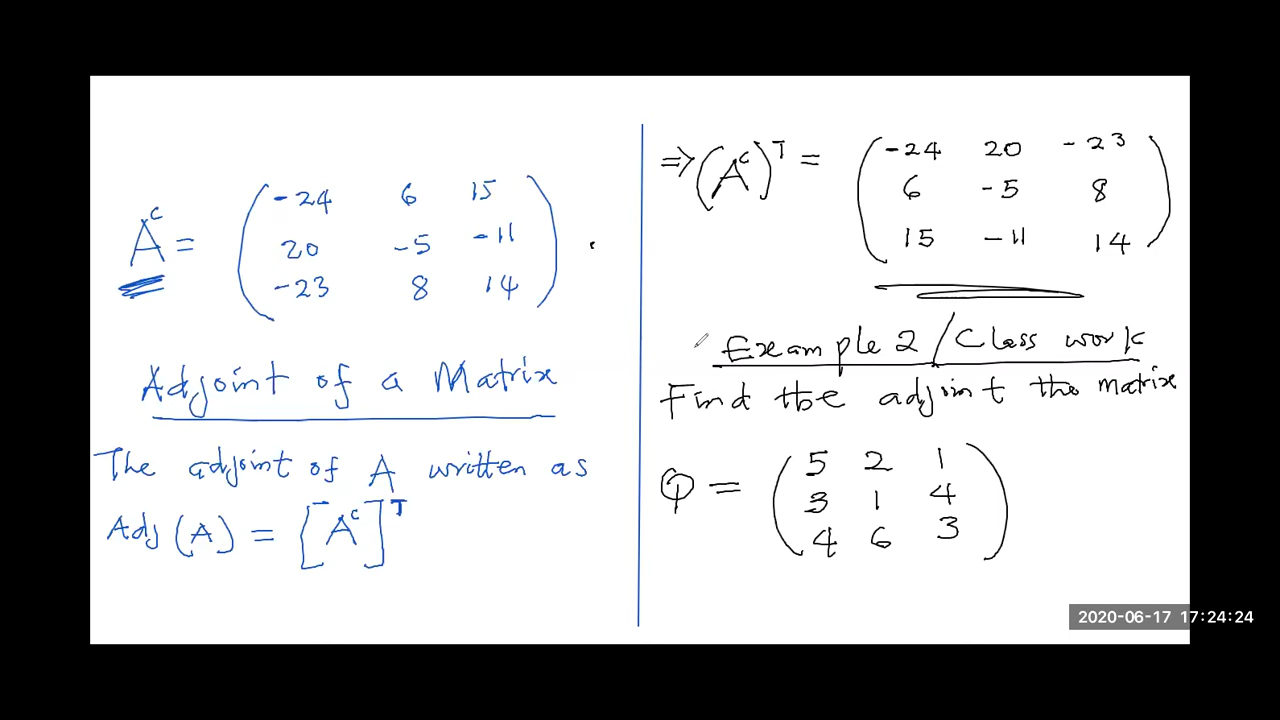 A^c = ( -24 6 15
20 -5 -11
-23 8 14 ) .
Adjoint of a Matrix
The adjoint of A written as
Adj (A) = [A^c]^T
⇒ (A^c)^T = ( -24 20 -23
6 -5 8
15 -11 14 )
Example 2 / Class work
Find the adjoint the matrix
Q = ( 5 2 1
3 1 4
4 6 3 )
2020-06-17 17:24:24